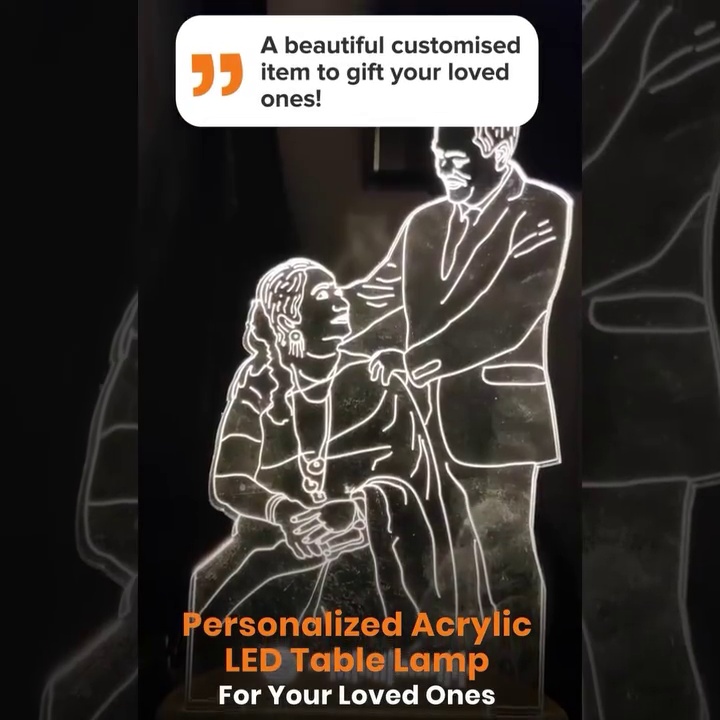 A beautiful customised
item to gift your loved
ones!
Personalized Acrylic
LED Table Lamp
For Your Loved Ones